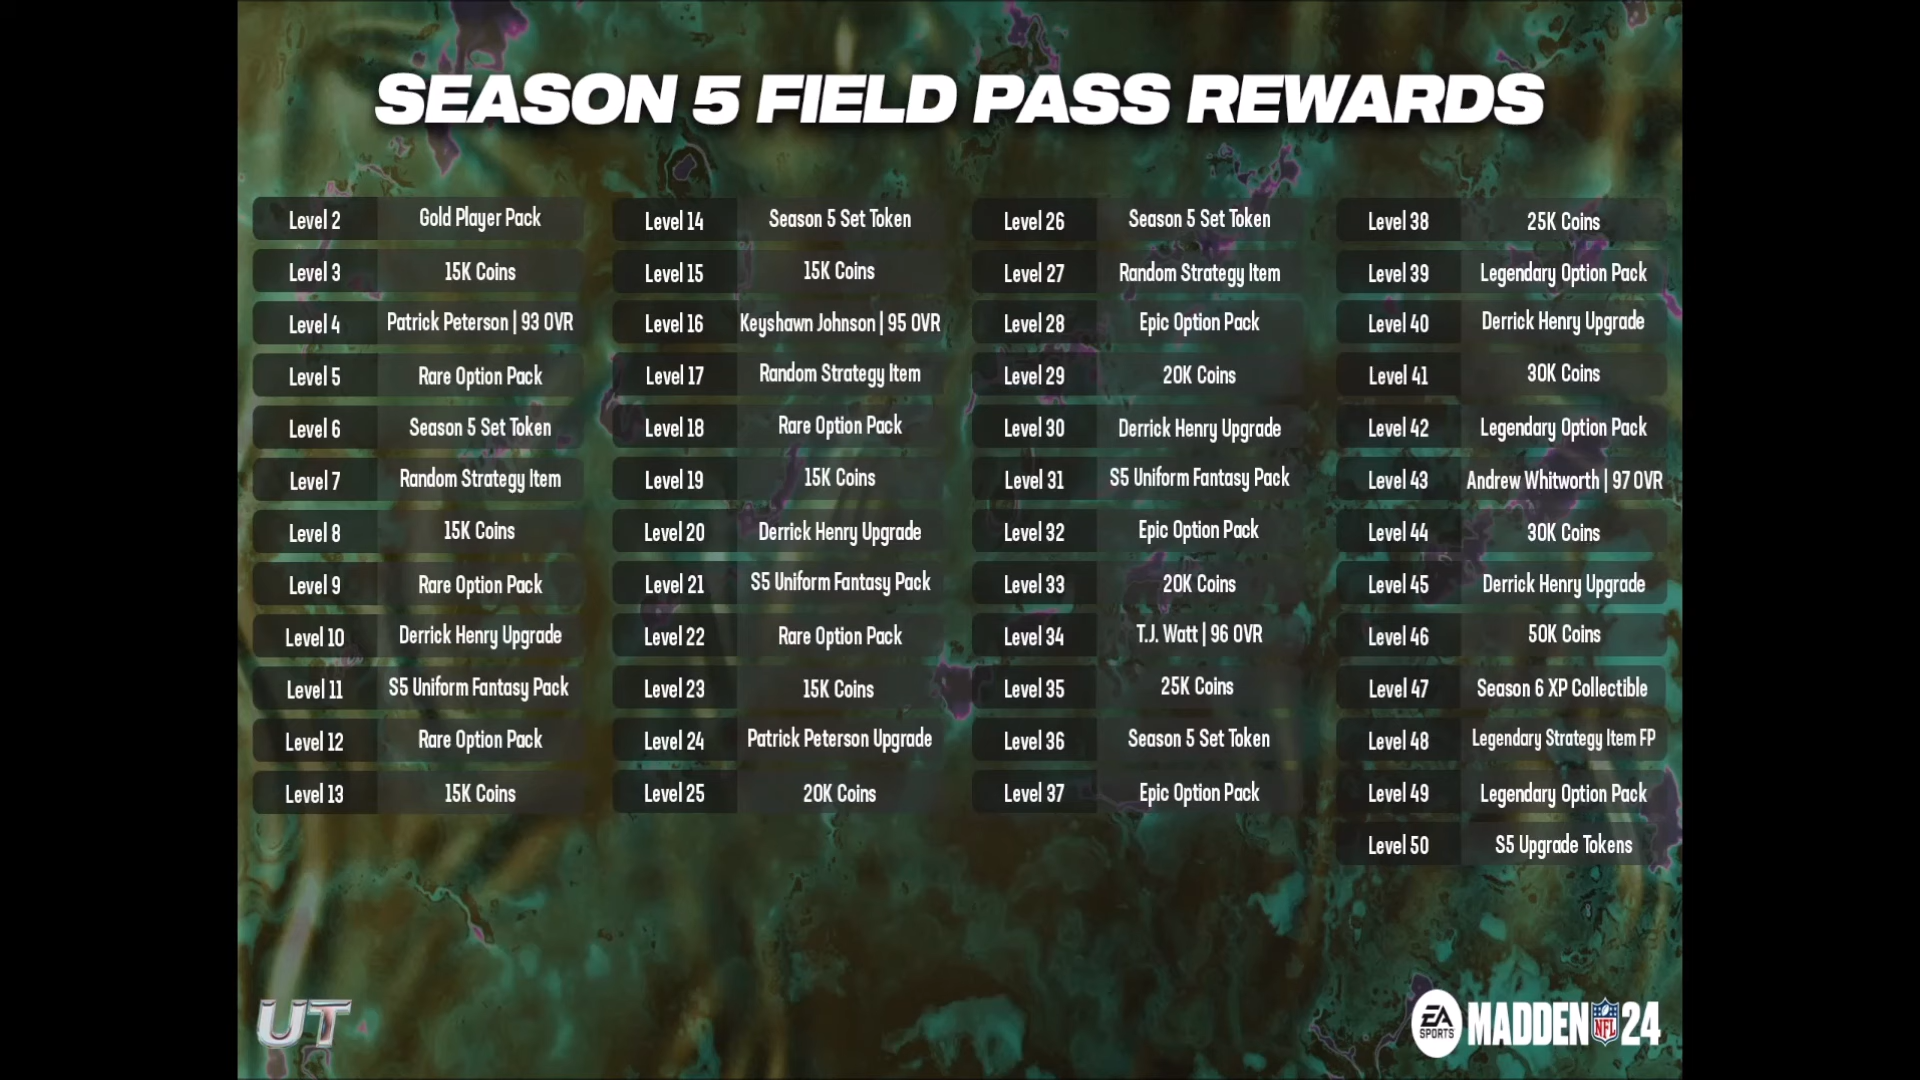 SEASON 5 FIELD PASS REWARDS
Level 2 Gold Player Pack
Level 3 15K Coins
Level 4 Patrick Peterson | 93 OVR
Level 5 Rare Option Pack
Level 6 Season 5 Set Token
Level 7 Random Strategy Item
Level 8 15K Coins
Level 9 Rare Option Pack
Level 10 Derrick Henry Upgrade
Level 11 S5 Uniform Fantasy Pack
Level 12 Rare Option Pack
Level 13 15K Coins
Level 14 Season 5 Set Token
Level 15 15K Coins
Level 16 Keyshawn Johnson | 95 OVR
Level 17 Random Strategy Item
Level 18 Rare Option Pack
Level 19 15K Coins
Level 20 Derrick Henry Upgrade
Level 21 S5 Uniform Fantasy Pack
Level 22 Rare Option Pack
Level 23 15K Coins
Level 24 Patrick Peterson Upgrade
Level 25 20K Coins
Level 26 Season 5 Set Token
Level 27 Random Strategy Item
Level 28 Epic Option Pack
Level 29 20K Coins
Level 30 Derrick Henry Upgrade
Level 31 S5 Uniform Fantasy Pack
Level 32 Epic Option Pack
Level 33 20K Coins
Level 34 T.J. Watt | 96 OVR
Level 35 25K Coins
Level 36 Season 5 Set Token
Level 37 Epic Option Pack
Level 38 25K Coins
Level 39 Legendary Option Pack
Level 40 Derrick Henry Upgrade
Level 41 30K Coins
Level 42 Legendary Option Pack
Level 43 Andrew Whitworth | 97 OVR
Level 44 30K Coins
Level 45 Derrick Henry Upgrade
Level 46 50K Coins
Level 47 Season 6 XP Collectible
Level 48 Legendary Strategy Item FP
Level 49 Legendary Option Pack
Level 50 S5 Upgrade Tokens
UT
EA SPORTS MADDEN NFL 24